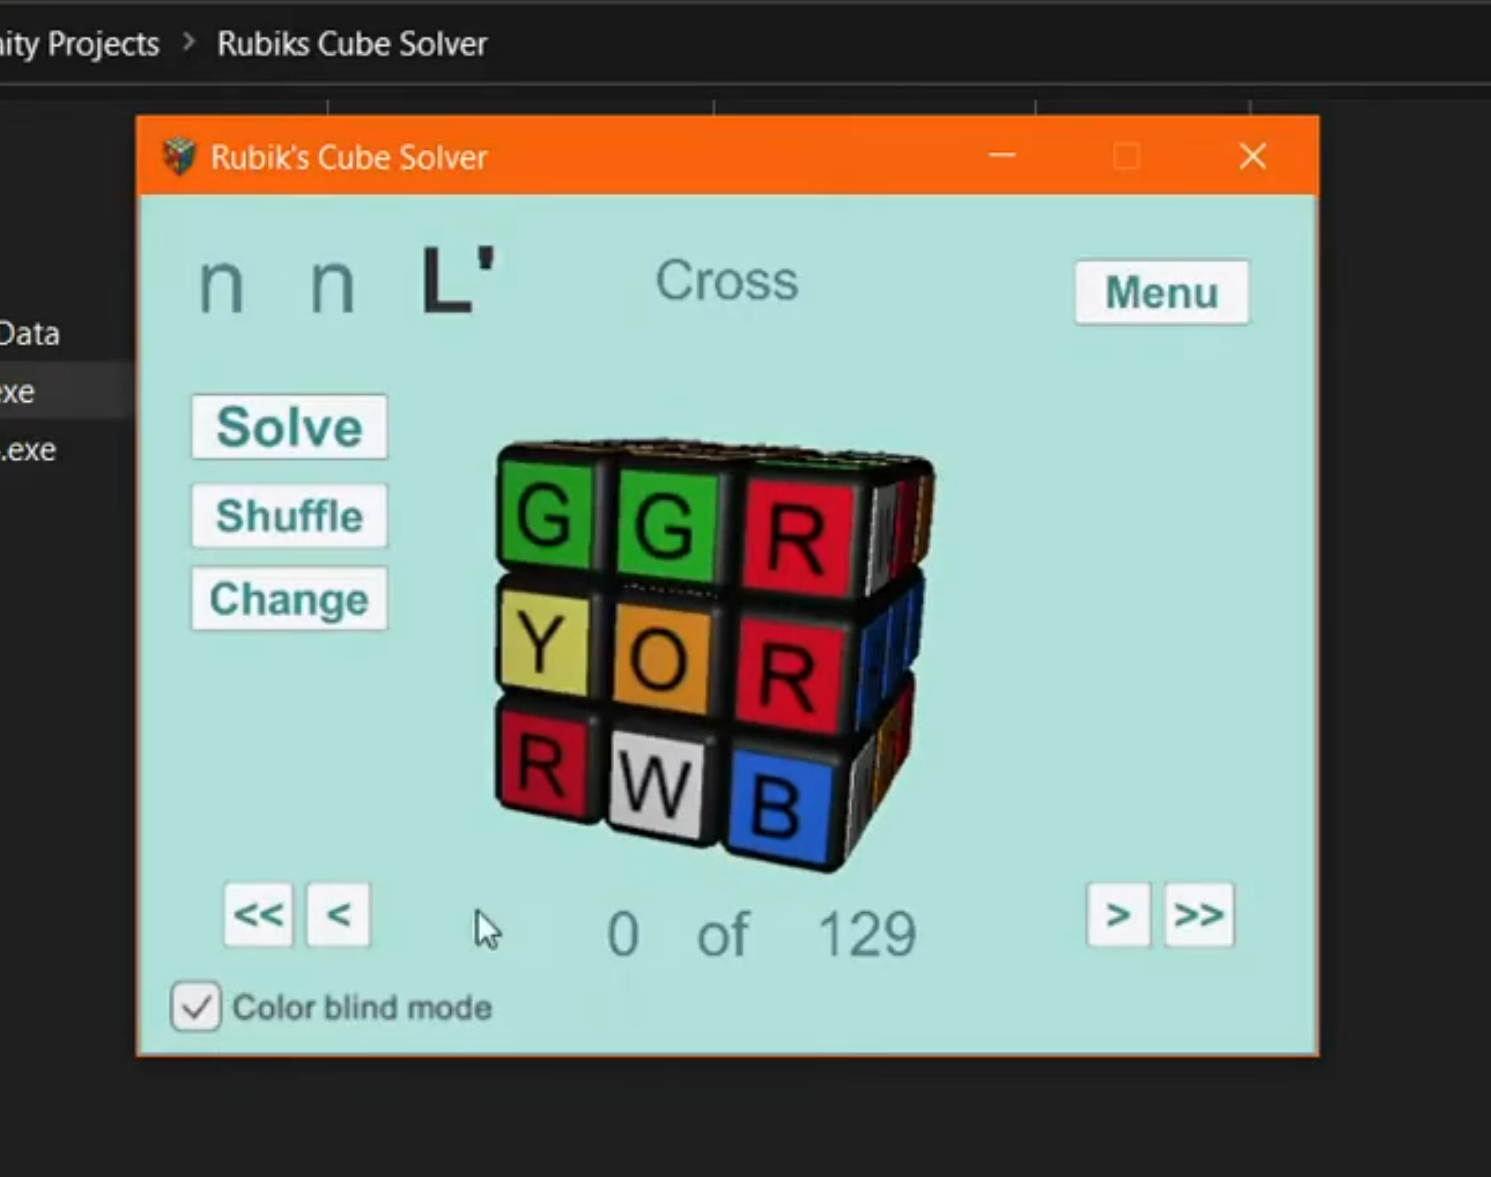 ity Projects > Rubiks Cube Solver
Rubik's Cube Solver
n n L' Cross
Menu
Data
exe
.exe
Solve
Shuffle
Change
G G R
Y O R
R W B
<< < 0 of 129 > >>
Color blind mode